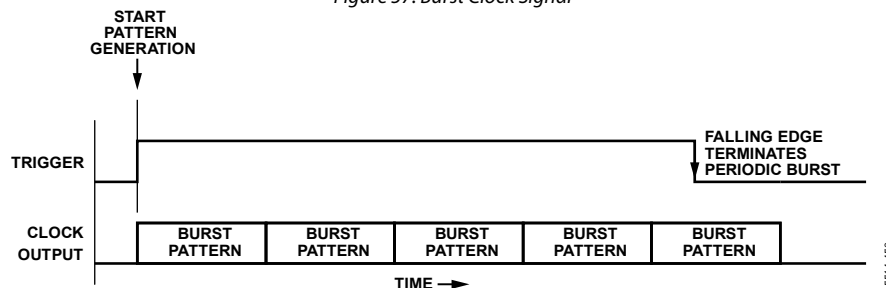 Figure 57. Burst Clock Signal
START
PATTERN
GENERATION
TRIGGER
FALLING EDGE
TERMINATES
PERIODIC BURST
CLOCK
OUTPUT
BURST
PATTERN
BURST
PATTERN
BURST
PATTERN
BURST
PATTERN
BURST
PATTERN
TIME